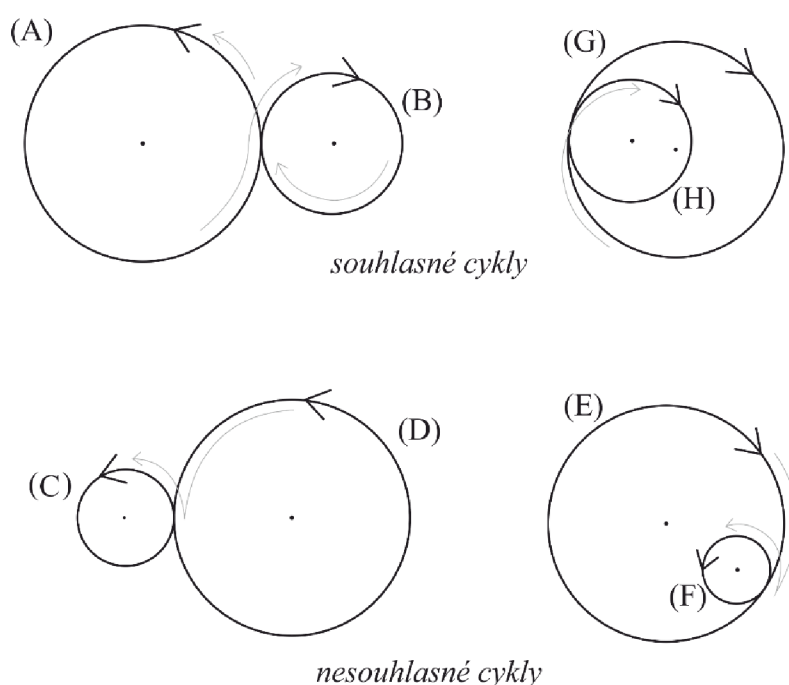 (A)
(B)
(G)
(H)
souhlasné cykly
(C)
(D)
(E)
(F)
nesouhlasné cykly